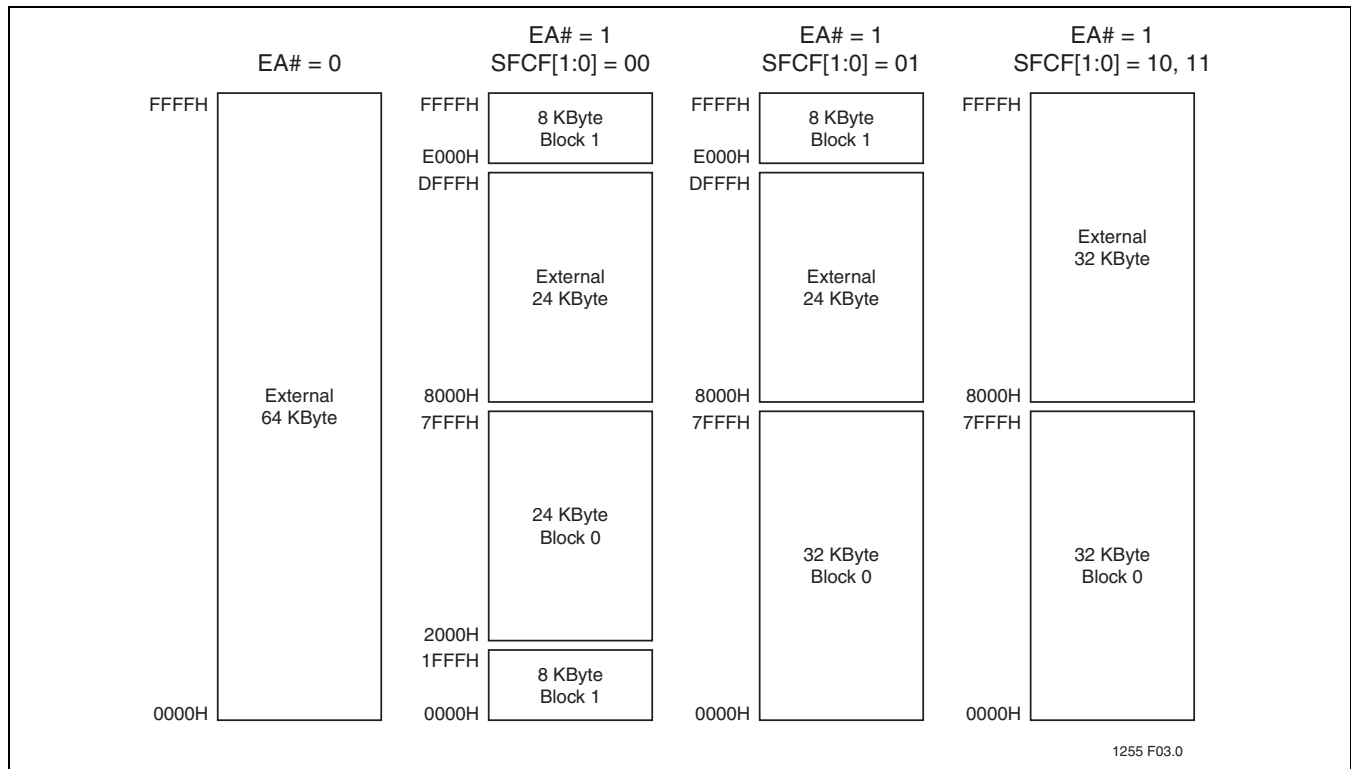 EA# = 0
FFFFH
External
64 KByte
0000H
EA# = 1
SFCF[1:0] = 00
FFFFH
8 KByte
Block 1
E000H
DFFFH
External
24 KByte
8000H
7FFFH
24 KByte
Block 0
2000H
1FFFH
8 KByte
Block 1
0000H
EA# = 1
SFCF[1:0] = 01
FFFFH
8 KByte
Block 1
E000H
DFFFH
External
24 KByte
8000H
7FFFH
32 KByte
Block 0
0000H
EA# = 1
SFCF[1:0] = 10, 11
FFFFH
External
32 KByte
8000H
7FFFH
32 KByte
Block 0
0000H
1255 F03.0